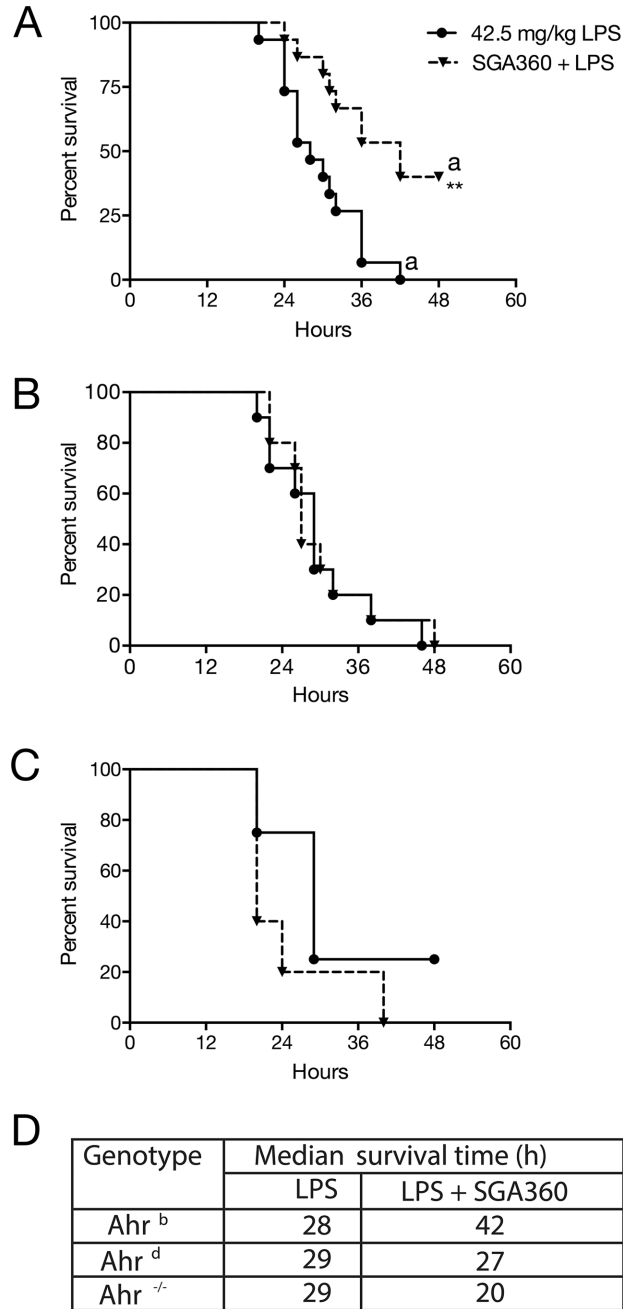 A
100
75
50
25
0
Percent survival
42.5 mg/kg LPS
SGA360 + LPS
a
**
a
0 12 24 36 48 60
Hours
B
100
80
60
40
20
0
Percent survival
0 12 24 36 48 60
Hours
C
100
80
60
40
20
0
Percent survival
0 12 24 36 48 60
Hours
D
Genotype Median survival time (h)
LPS LPS + SGA360
Ahr b 28 42
Ahr d 29 27
Ahr -/- 29 20